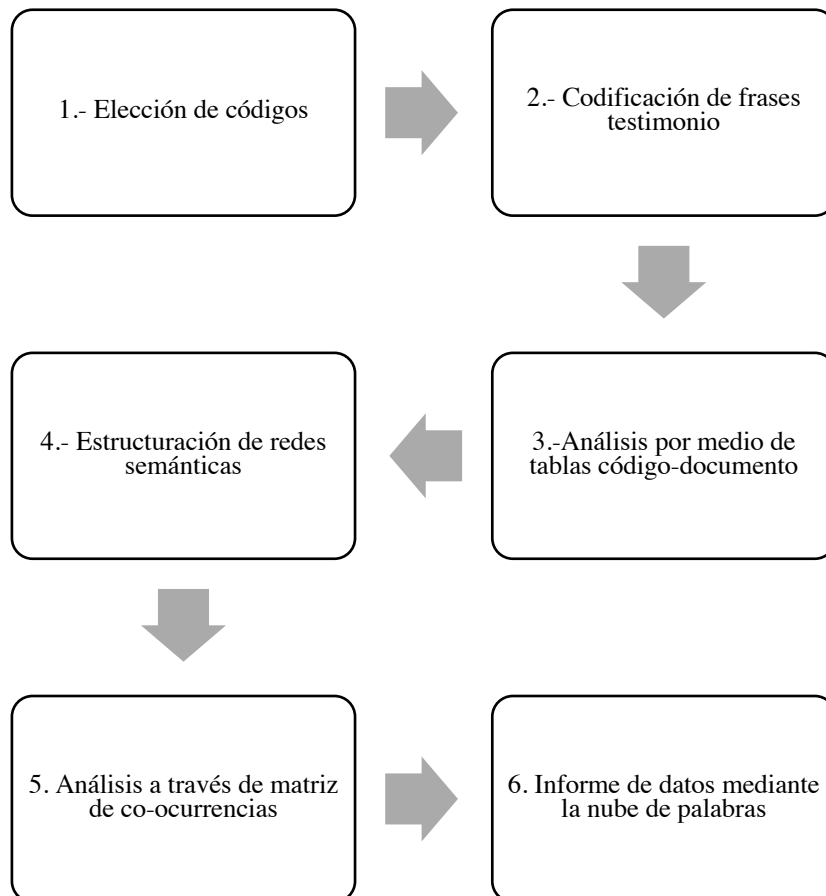 1.- Elección de códigos
2.- Codificación de frases
testimonio
3.-Análisis por medio de
tablas código-documento
4.- Estructuración de redes
semánticas
5. Análisis a través de matriz
de co-ocurrencias
6. Informe de datos mediante
la nube de palabras